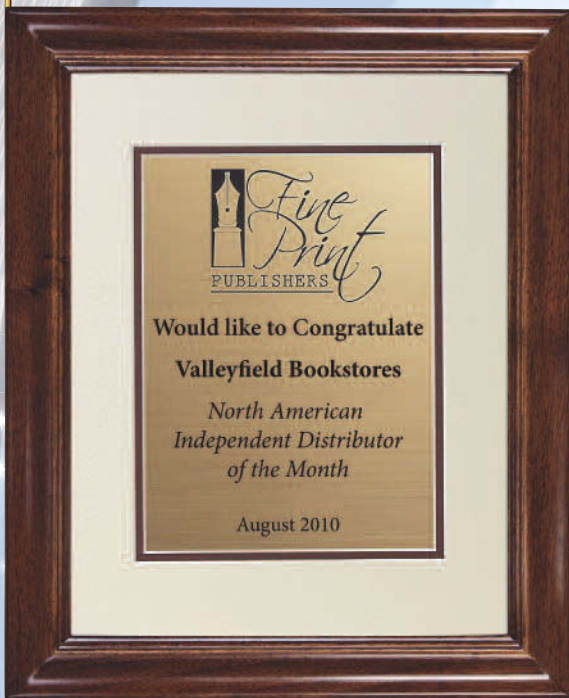 Fine
Print
PUBLISHERS
Would like to Congratulate
Valleyfield Bookstores
North American
Independent Distributor
of the Month
August 2010